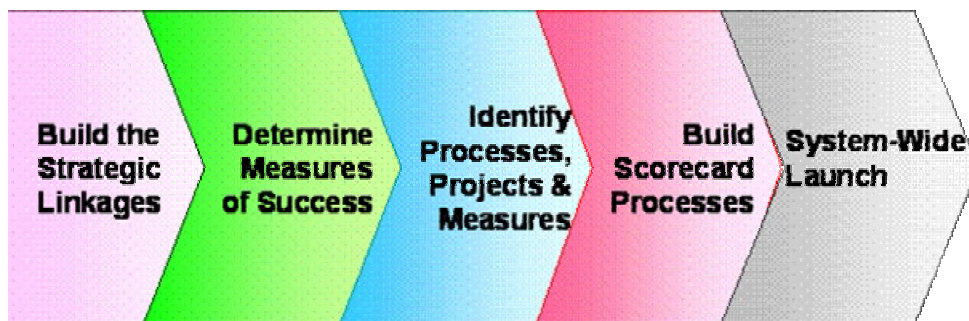 Build the
Strategic
Linkages
Determine
Measures
of Success
Identify
Processes,
Projects &
Measures
Build
Scorecard
Processes
System-Wide
Launch